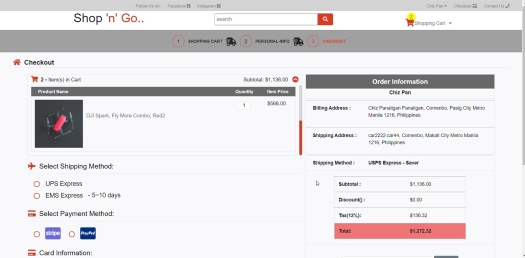 Follow Us on: Facebook Instagram Chiz Pan Checkout Contact Us
Shop 'n' Go.. search 2 Shopping Cart
1 SHOPPING CART 2 PERSONAL-INFO 3 CHECKOUT
Checkout
2 - Item(s) in Cart Subtotal: $1,136.00
Product Name Quantity Item Price
DJI Spark, Fly More Combo, Red2 1 $568.00
Select Shipping Method:
UPS Express
EMS Express - 5~10 days
Select Payment Method:
stripe PayPal
Card Information:
Order Information
Chiz Pan
Billing Address : Chiz Panaligan Panaligan, Comembo, Pasig City Metro
Manila 1216, Philippines
Shipping Address : car2222 car44, Comembo, Makati City Metro Manila
1216, Philippines
Shipping Method : USPS Express - Saver
Subtotal : $1,136.00
Discount() : $0.00
Tax(12%): $136.32
Total: $1,272.32